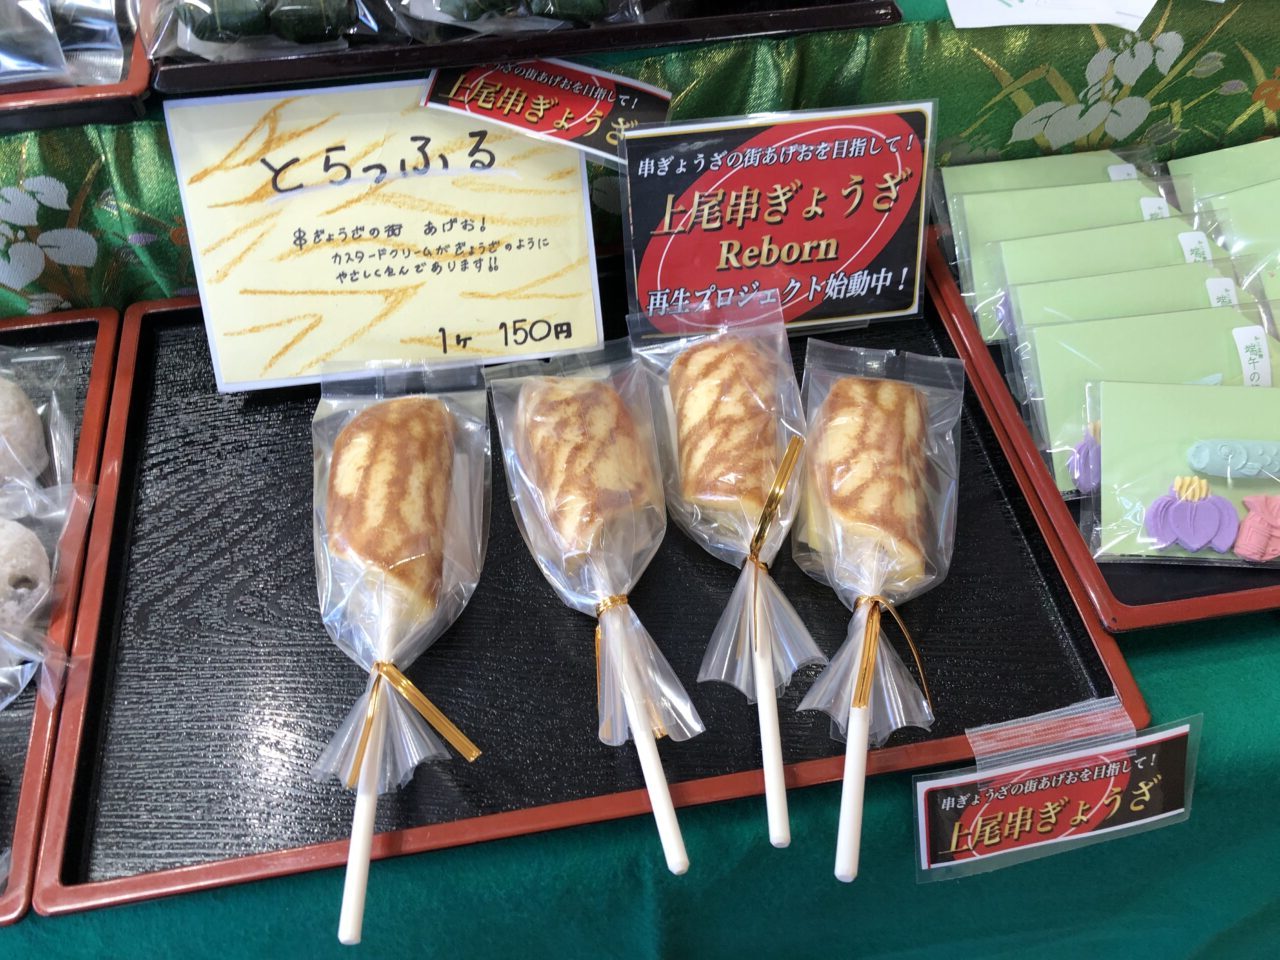 とらっふる
串ぎょうざの街 あげお！
カスタードクリームがぎょうざのように
やさしく包んであります!!
1ヶ 150円
串ぎょうざの街あげおを目指して！
上尾串ぎょうざ
串ぎょうざの街あげおを目指して！
上尾串ぎょうざ
Reborn
再生プロジェクト始動中！
串ぎょうざの街あげおを目指して！
上尾串ぎょうざ
端午の